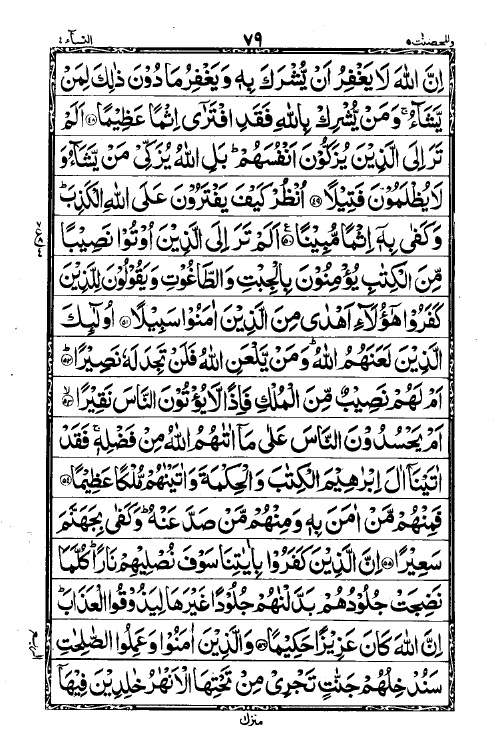 والمحصنت ٥ ٧٩ النساء ٤
اِنَّ اللّٰهَ لَا يَغْفِرُ اَنْ يُّشْرَكَ بِهٖ وَيَغْفِرُ مَا دُوْنَ ذٰلِكَ لِمَنْ
يَّشَآءُ ۚ وَمَنْ يُّشْرِكْ بِاللّٰهِ فَقَدِ افْتَرٰٓى اِثْمًا عَظِيْمًا ﴿٤٨﴾ اَلَمْ
تَرَ اِلَى الَّذِيْنَ يُزَكُّوْنَ اَنْفُسَهُمْ ؕ بَلِ اللّٰهُ يُزَكِّيْ مَنْ يَّشَآءُ وَ
لَا يُظْلَمُوْنَ فَتِيْلًا ﴿٤٩﴾ اُنْظُرْ كَيْفَ يَفْتَرُوْنَ عَلَى اللّٰهِ الْكَذِبَ ؕ
وَكَفٰى بِهٖٓ اِثْمًا مُّبِيْنًا ﴿٥٠﴾ ع اَلَمْ تَرَ اِلَى الَّذِيْنَ اُوْتُوْا نَصِيْبًا
مِّنَ الْكِتٰبِ يُؤْمِنُوْنَ بِالْجِبْتِ وَالطَّاغُوْتِ وَيَقُوْلُوْنَ لِلَّذِيْنَ
كَفَرُوْا هٰٓؤُلَآءِ اَهْدٰى مِنَ الَّذِيْنَ اٰمَنُوْا سَبِيْلًا ﴿٥١﴾ اُولٰٓئِكَ
الَّذِيْنَ لَعَنَهُمُ اللّٰهُ ؕ وَمَنْ يَّلْعَنِ اللّٰهُ فَلَنْ تَجِدَ لَهٗ نَصِيْرًا ؕ ﴿٥٢﴾
اَمْ لَهُمْ نَصِيْبٌ مِّنَ الْمُلْكِ فَاِذًا لَّا يُؤْتُوْنَ النَّاسَ نَقِيْرًا ۙ ﴿٥٣﴾
اَمْ يَحْسُدُوْنَ النَّاسَ عَلٰى مَآ اٰتٰىهُمُ اللّٰهُ مِنْ فَضْلِهٖ ۚ فَقَدْ
اٰتَيْنَآ اٰلَ اِبْرٰهِيْمَ الْكِتٰبَ وَالْحِكْمَةَ وَاٰتَيْنٰهُمْ مُّلْكًا عَظِيْمًا ﴿٥٤﴾
فَمِنْهُمْ مَّنْ اٰمَنَ بِهٖ وَمِنْهُمْ مَّنْ صَدَّ عَنْهُ ؕ وَكَفٰى بِجَهَنَّمَ
سَعِيْرًا ﴿٥٥﴾ اِنَّ الَّذِيْنَ كَفَرُوْا بِاٰيٰتِنَا سَوْفَ نُصْلِيْهِمْ نَارًا ؕ كُلَّمَا
نَضِجَتْ جُلُوْدُهُمْ بَدَّلْنٰهُمْ جُلُوْدًا غَيْرَهَا لِيَذُوْقُوا الْعَذَابَ ؕ
اِنَّ اللّٰهَ كَانَ عَزِيْزًا حَكِيْمًا ﴿٥٦﴾ وَالَّذِيْنَ اٰمَنُوْا وَعَمِلُوا الصّٰلِحٰتِ
سَنُدْخِلُهُمْ جَنّٰتٍ تَجْرِيْ مِنْ تَحْتِهَا الْاَنْهٰرُ خٰلِدِيْنَ فِيْهَآ